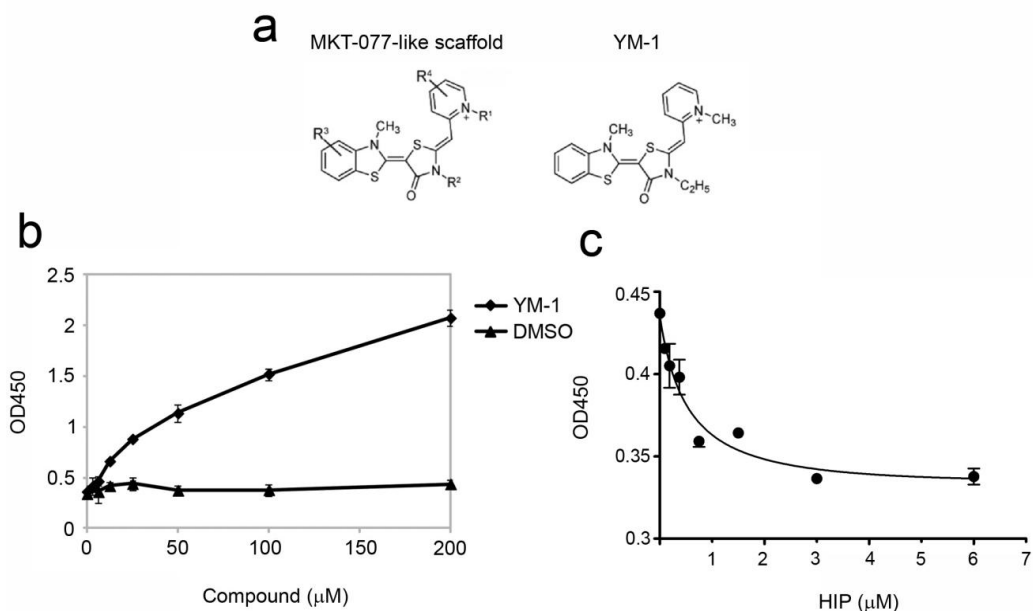 a
MKT-077-like scaffold
YM-1
R⁴
N
+
R¹
R³
CH₃
N
S
S
N
R²
O
N
+
CH₃
CH₃
N
S
S
N
C₂H₅
O
b
2.5
2
1.5
1
0.5
0
OD450
0
50
100
150
200
Compound (μM)
YM-1
DMSO
c
0.45
0.4
0.35
0.3
OD450
1
2
3
4
5
6
7
HIP (μM)